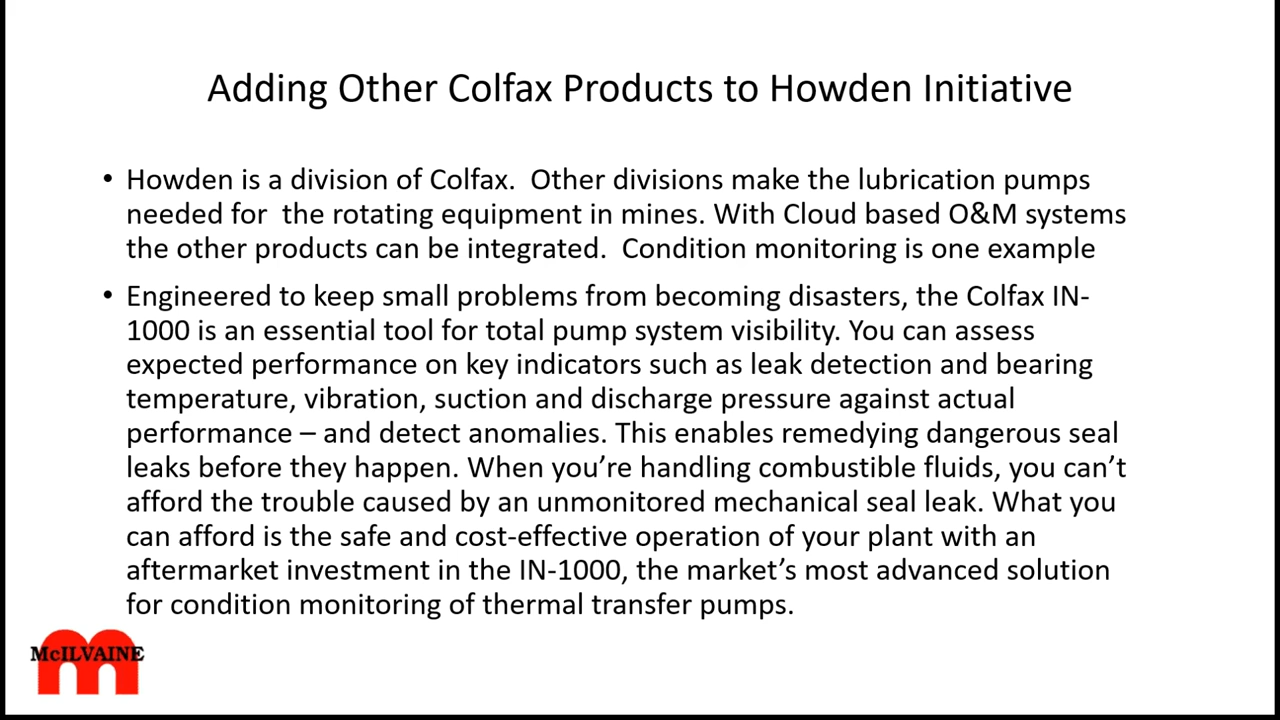 Adding Other Colfax Products to Howden Initiative
• Howden is a division of Colfax.  Other divisions make the lubrication pumps
needed for  the rotating equipment in mines. With Cloud based O&M systems
the other products can be integrated.  Condition monitoring is one example
• Engineered to keep small problems from becoming disasters, the Colfax IN-
1000 is an essential tool for total pump system visibility. You can assess
expected performance on key indicators such as leak detection and bearing
temperature, vibration, suction and discharge pressure against actual
performance – and detect anomalies. This enables remedying dangerous seal
leaks before they happen. When you’re handling combustible fluids, you can’t
afford the trouble caused by an unmonitored mechanical seal leak. What you
can afford is the safe and cost-effective operation of your plant with an
aftermarket investment in the IN-1000, the market’s most advanced solution
for condition monitoring of thermal transfer pumps.
McILVAINE